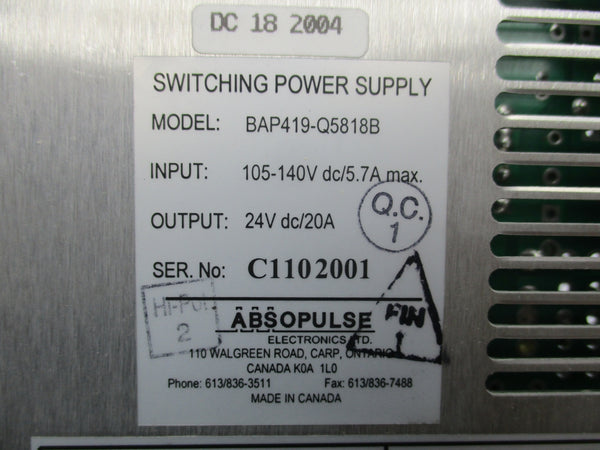 DC 18 2004
SWITCHING POWER SUPPLY
MODEL: BAP419-Q5818B
INPUT: 105-140V dc/5.7A max.
OUTPUT: 24V dc/20A
Q.C.
1
SER. No: C1102001
HI-POT
2
FIN
1
ABSOPULSE
ELECTRONICS LTD.
110 WALGREEN ROAD, CARP, ONTARIO
CANADA K0A 1L0
Phone: 613/836-3511 Fax: 613/836-7488
MADE IN CANADA